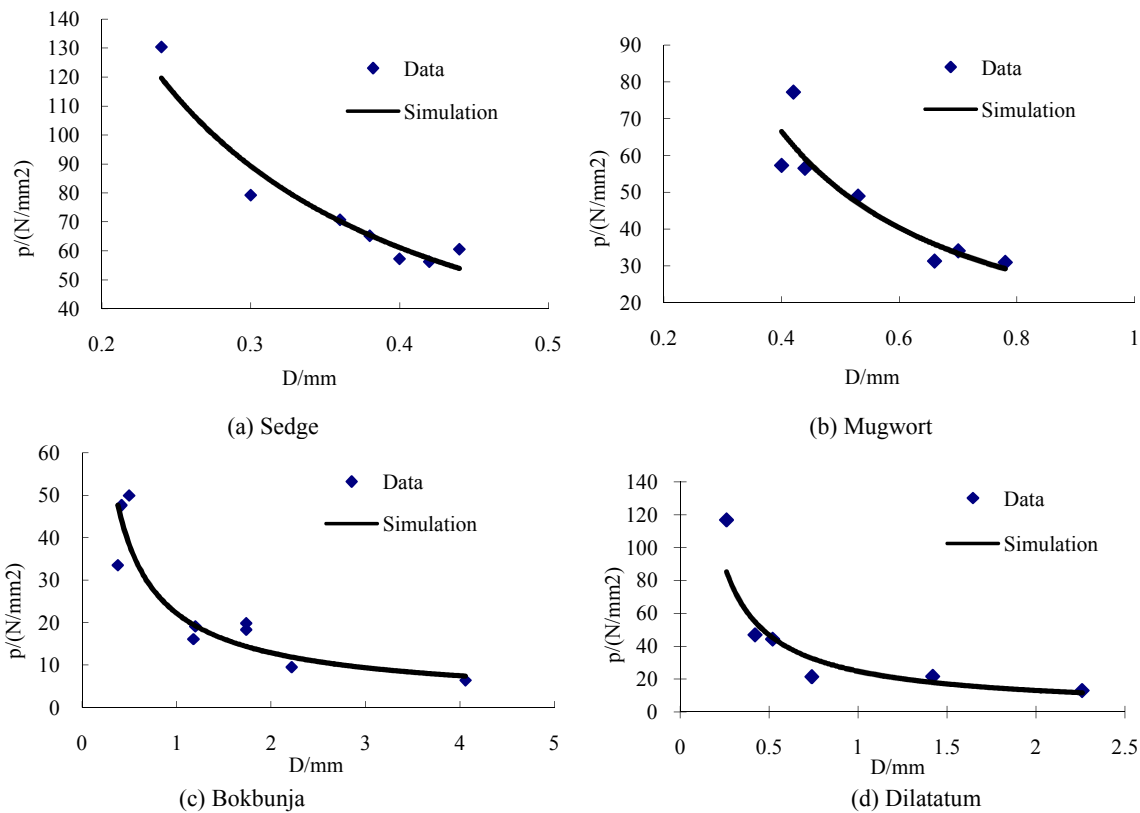 140
130
120
110
100
90
80
70
60
50
40
p/(N/mm2)
0.2 0.3 0.4 0.5
D/mm
Data
Simulation
(a) Sedge
90
80
70
60
50
40
30
20
p/(N/mm2)
0.2 0.4 0.6 0.8 1
D/mm
Data
Simulation
(b) Mugwort
60
50
40
30
20
10
0
p/(N/mm2)
0 1 2 3 4 5
D/mm
Data
Simulation
(c) Bokbunja
140
120
100
80
60
40
20
0
p/(N/mm2)
0 0.5 1 1.5 2 2.5
D/mm
Data
Simulation
(d) Dilatatum